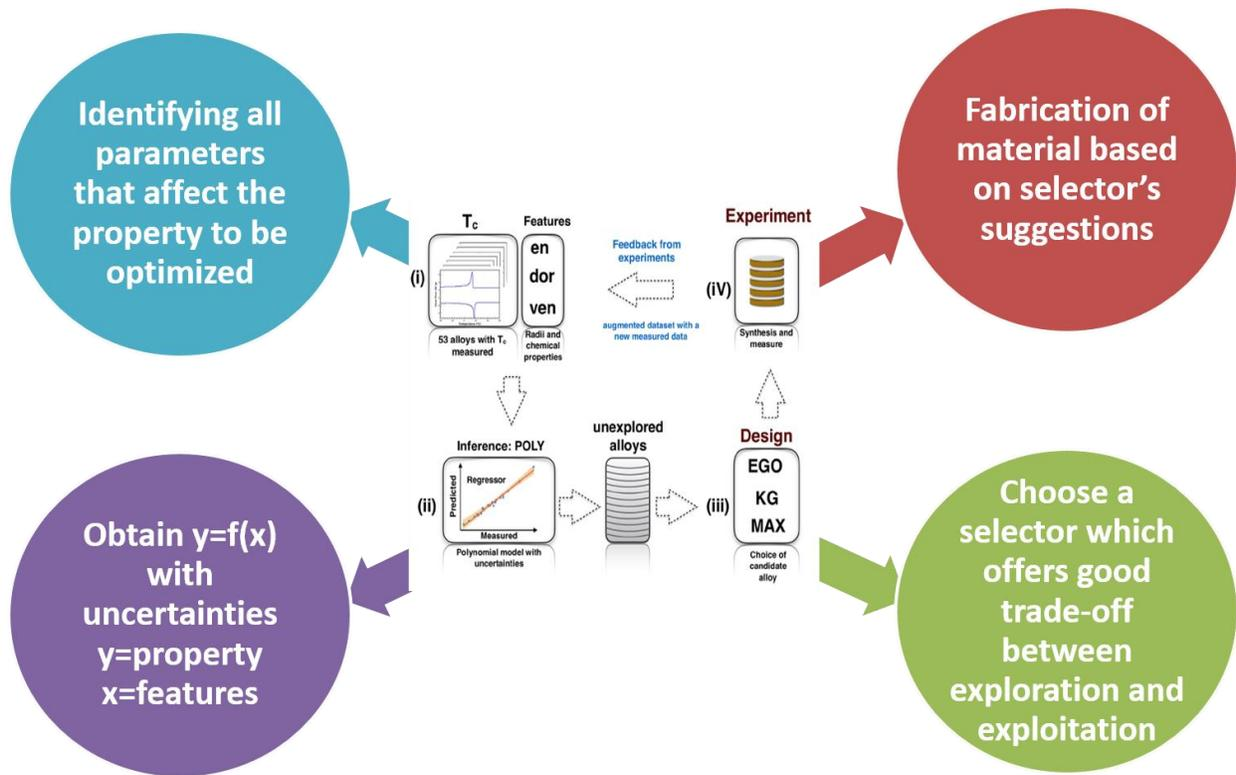 Identifying all
parameters
that affect the
property to be
optimized
Fabrication of
material based
on selector's
suggestions
Tc
Features
(i)
en
dor
ven
53 alloys with Tc
measured
Radii and
chemical
properties
Feedback from
experiments
augmented dataset with a
new measured data
Experiment
(iV)
Synthesis and
measure
Inference: POLY
(ii)
Predicted
Regressor
Measured
Polynomial model with
uncertainties
unexplored
alloys
Design
(iii)
EGO
KG
MAX
Choice of
candidate
alloy
Obtain y=f(x)
with
uncertainties
y=property
x=features
Choose a
selector which
offers good
trade-off
between
exploration and
exploitation